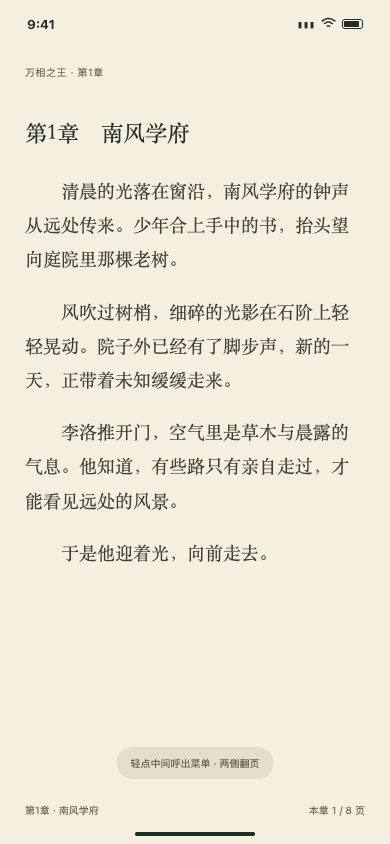 9:41
万相之王 · 第1章
第1章　南风学府
清晨的光落在窗沿，南风学府的钟声
从远处传来。少年合上手中的书，抬头望
向庭院里那棵老树。
风吹过树梢，细碎的光影在石阶上轻
轻晃动。院子外已经有了脚步声，新的一
天，正带着未知缓缓走来。
李洛推开门，空气里是草木与晨露的
气息。他知道，有些路只有亲自走过，才
能看见远处的风景。
于是他迎着光，向前走去。
轻点中间呼出菜单 · 两侧翻页
第1章 · 南风学府
本章 1 / 8 页